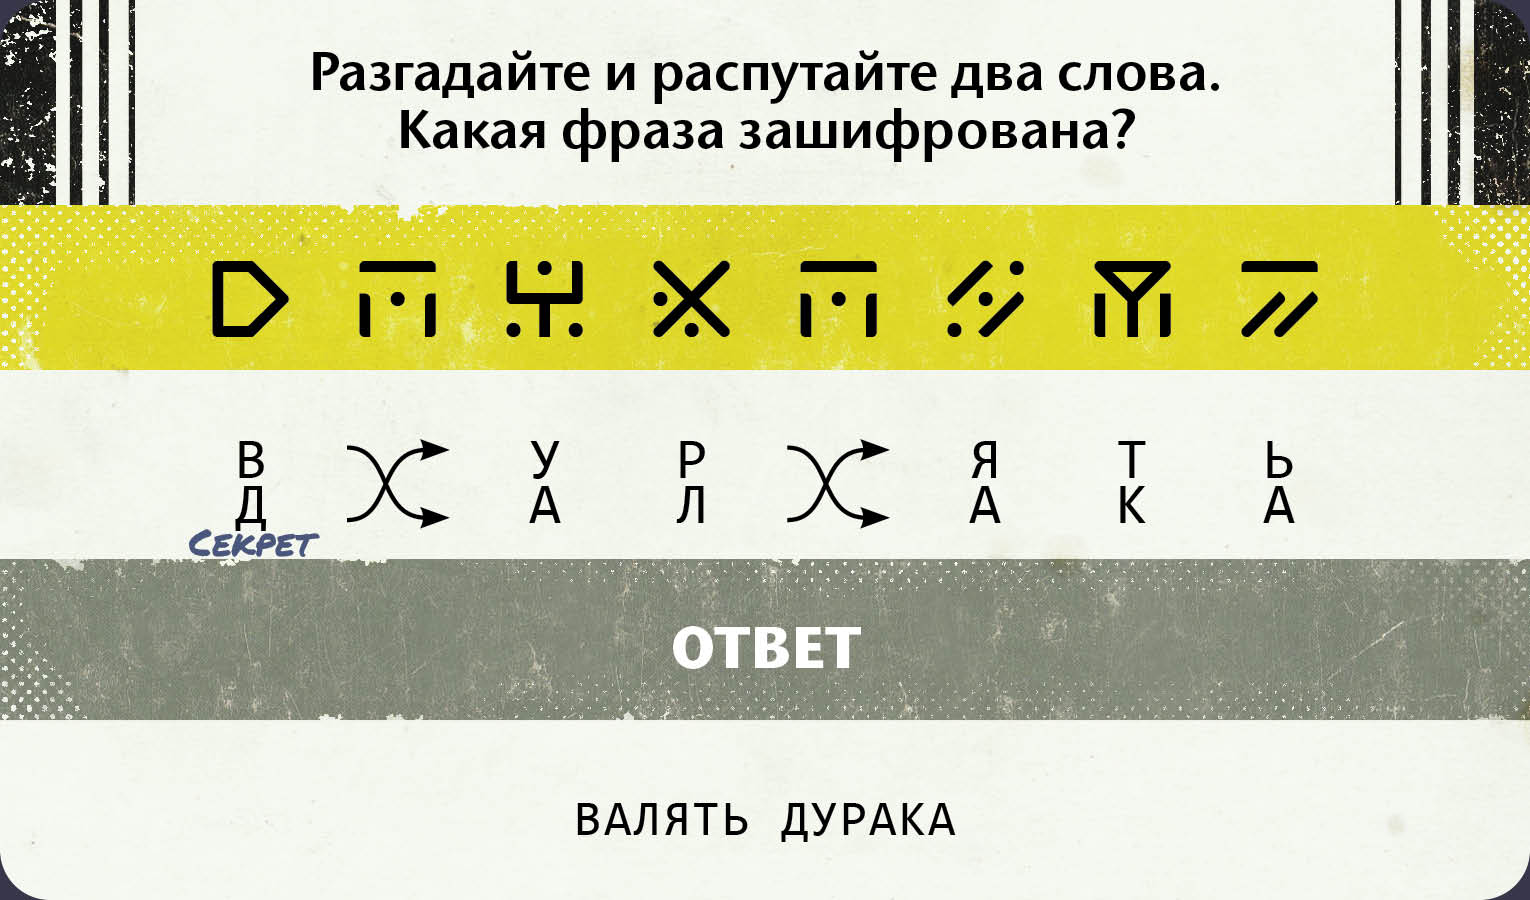 Разгадайте и распутайте два слова.
Какая фраза зашифрована?
В У Р Я Т Ь
Д А Л А К А
Секрет
ОТВЕТ
ВАЛЯТЬ ДУРАКА